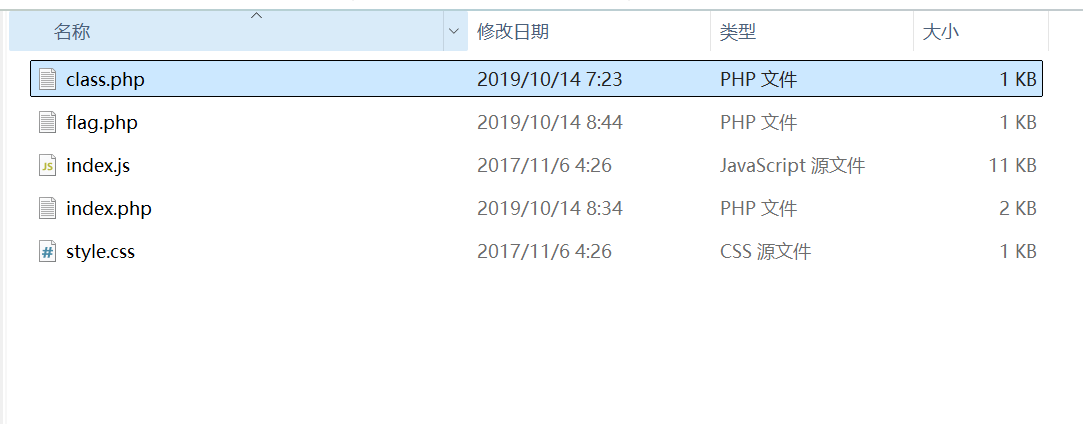 名称 修改日期 类型 大小
class.php 2019/10/14 7:23 PHP 文件 1 KB
flag.php 2019/10/14 8:44 PHP 文件 1 KB
JS index.js 2017/11/6 4:26 JavaScript 源文件 11 KB
index.php 2019/10/14 8:34 PHP 文件 2 KB
# style.css 2017/11/6 4:26 CSS 源文件 1 KB